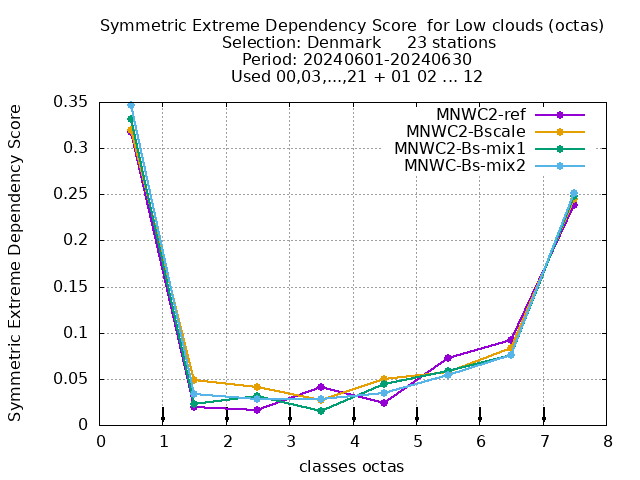 Symmetric Extreme Dependency Score  for Low clouds (octas)
Selection: Denmark     23 stations
Period: 20240601-20240630
Used 00,03,...,21 + 01 02 ... 12
Symmetric Extreme Dependency Score
0.35
0.3
0.25
0.2
0.15
0.1
0.05
0
MNWC2-ref
MNWC2-Bscale
MNWC2-Bs-mix1
MNWC-Bs-mix2
0 1 2 3 4 5 6 7 8
classes octas